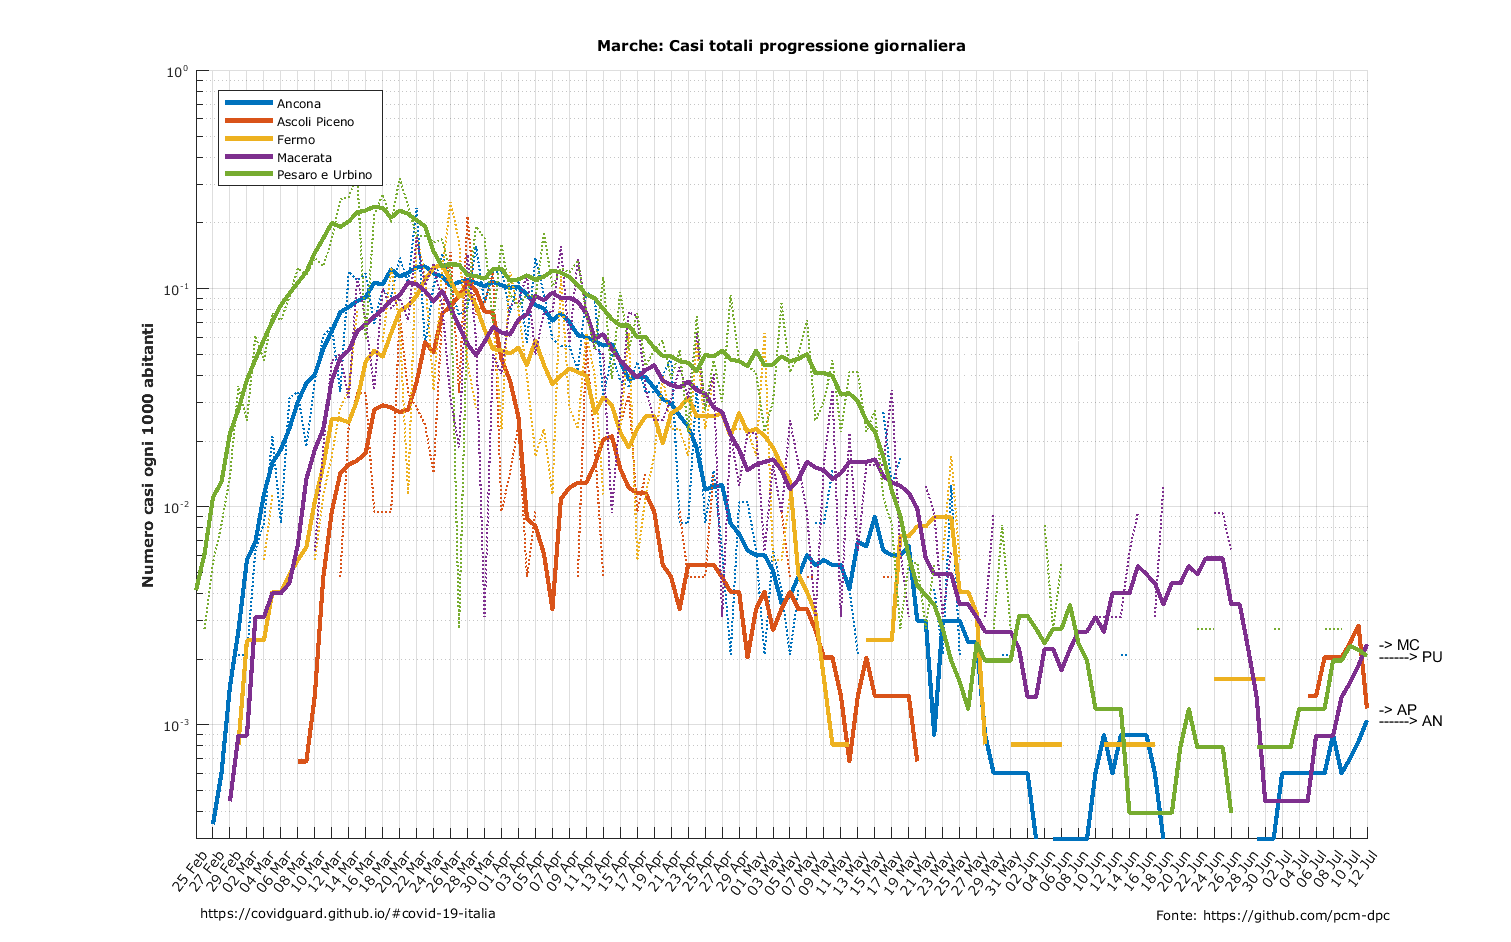 Marche: Casi totali progressione giornaliera
Numero casi ogni 1000 abitanti
10⁰
10⁻¹
10⁻²
10⁻³
Ancona
Ascoli Piceno
Fermo
Macerata
Pesaro e Urbino
-> MC
------> PU
-> AP
------> AN
25 Feb
27 Feb
29 Feb
02 Mar
04 Mar
06 Mar
08 Mar
10 Mar
12 Mar
14 Mar
16 Mar
18 Mar
20 Mar
22 Mar
24 Mar
26 Mar
28 Mar
30 Mar
01 Apr
03 Apr
05 Apr
07 Apr
09 Apr
11 Apr
13 Apr
15 Apr
17 Apr
19 Apr
21 Apr
23 Apr
25 Apr
27 Apr
29 Apr
01 May
03 May
05 May
07 May
09 May
11 May
13 May
15 May
17 May
19 May
21 May
23 May
25 May
27 May
29 May
31 May
02 Jun
04 Jun
06 Jun
08 Jun
10 Jun
12 Jun
14 Jun
16 Jun
18 Jun
20 Jun
22 Jun
24 Jun
26 Jun
28 Jun
30 Jun
02 Jul
04 Jul
06 Jul
08 Jul
10 Jul
12 Jul
https://covidguard.github.io/#covid-19-italia
Fonte: https://github.com/pcm-dpc